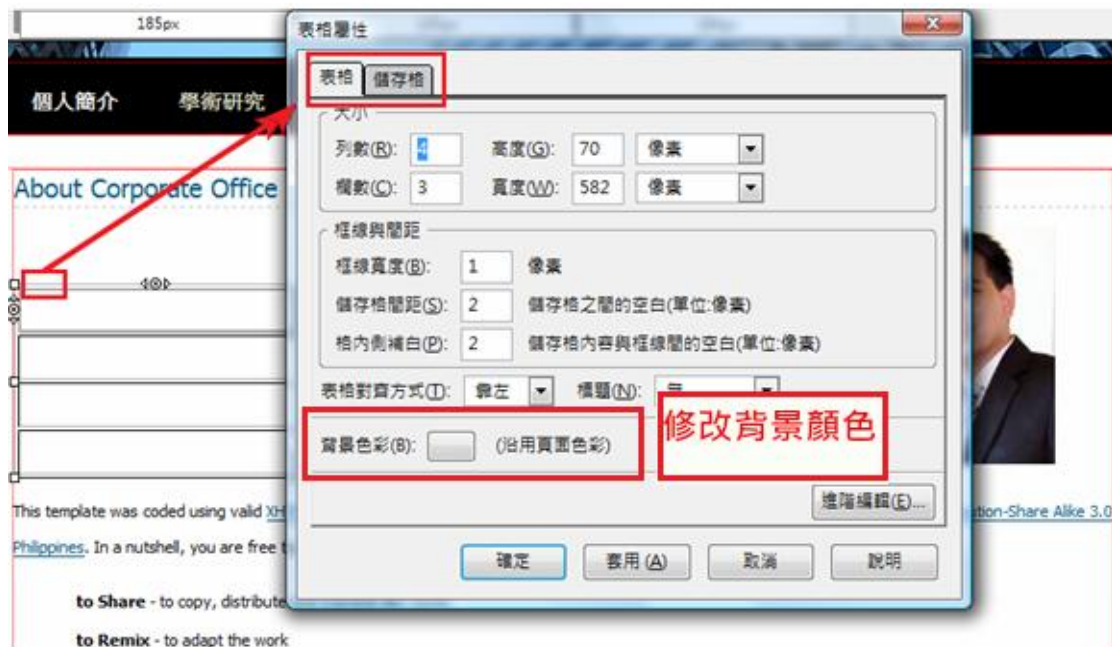 185px
表格屬性
個人簡介 學術研究
表格 儲存格
大小
列數(R): 4 高度(G): 70 像素
欄數(C): 3 寬度(W): 582 像素
About Corporate Office
框線與間距
框線寬度(B): 1 像素
儲存格間距(S): 2 儲存格之間的空白(單位:像素)
格內側補白(P): 2 儲存格內容與框線間的空白(單位:像素)
表格對齊方式(T): 靠左 標題(N):
修改背景顏色
背景色彩(B): (沿用頁面色彩)
進階編輯(E)...
This template was coded using valid XH tion-Share Alike 3.0
Philippines. In a nutshell, you are free t
確定 套用 (A) 取消 說明
to Share - to copy, distribute
to Remix - to adapt the work